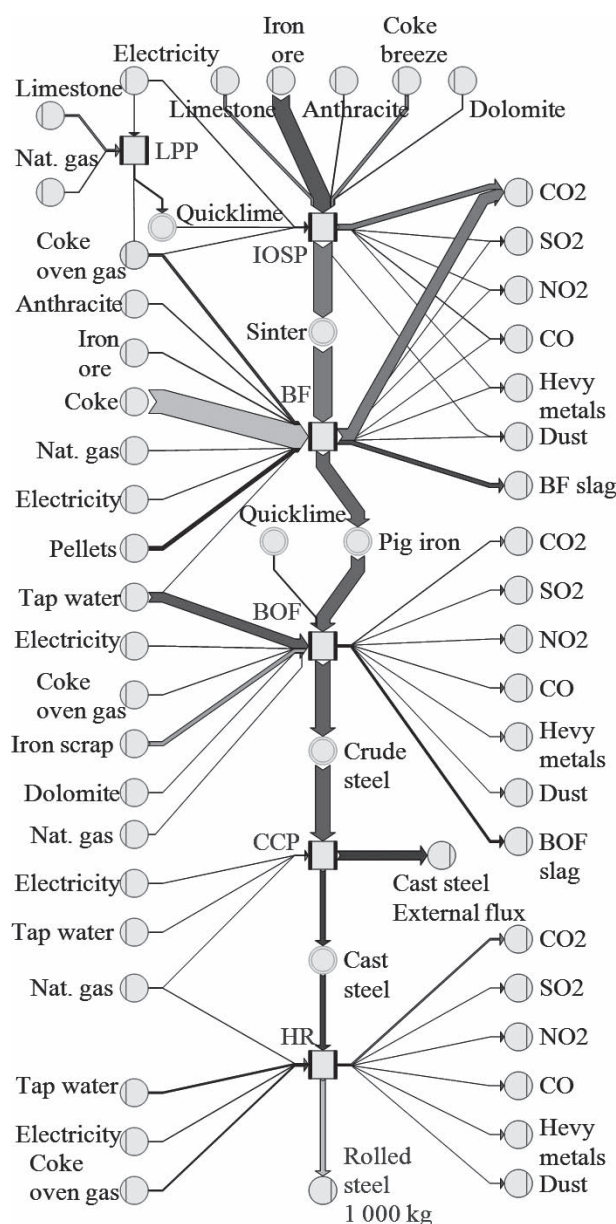 Electricity
Iron
ore
Coke
breeze
Limestone
Limestone
Anthracite
Dolomite
LPP
Nat. gas
Quicklime
CO2
IOSP
SO2
Coke
oven gas
NO2
Anthracite
Sinter
CO
Iron
ore
BF
Hevy
metals
Coke
Dust
Nat. gas
BF slag
Electricity
Quicklime
Pellets
Pig iron
CO2
Tap water
BOF
SO2
Electricity
NO2
Coke
oven gas
CO
Iron scrap
Crude
steel
Hevy
metals
Dolomite
Dust
Nat. gas
CCP
BOF
slag
Electricity
Cast steel
External flux
Tap water
CO2
Nat. gas
Cast
steel
SO2
HR
NO2
Tap water
CO
Electricity
Hevy
metals
Coke
oven gas
Rolled
steel
1 000 kg
Dust